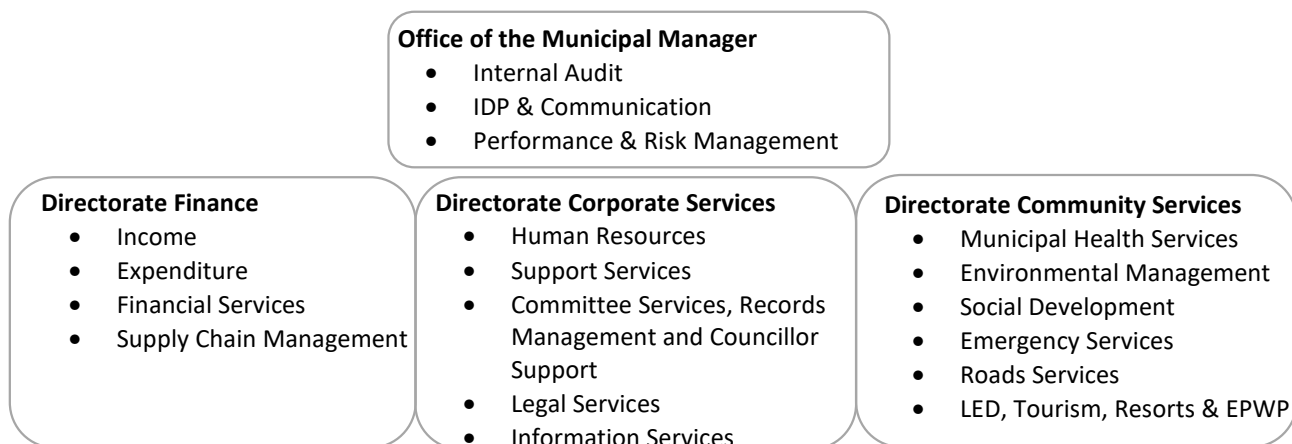 Office of the Municipal Manager
• Internal Audit
• IDP & Communication
• Performance & Risk Management
Directorate Finance
• Income
• Expenditure
• Financial Services
• Supply Chain Management
Directorate Corporate Services
• Human Resources
• Support Services
• Committee Services, Records
Management and Councillor
Support
• Legal Services
• Information Services
Directorate Community Services
• Municipal Health Services
• Environmental Management
• Social Development
• Emergency Services
• Roads Services
• LED, Tourism, Resorts & EPWP